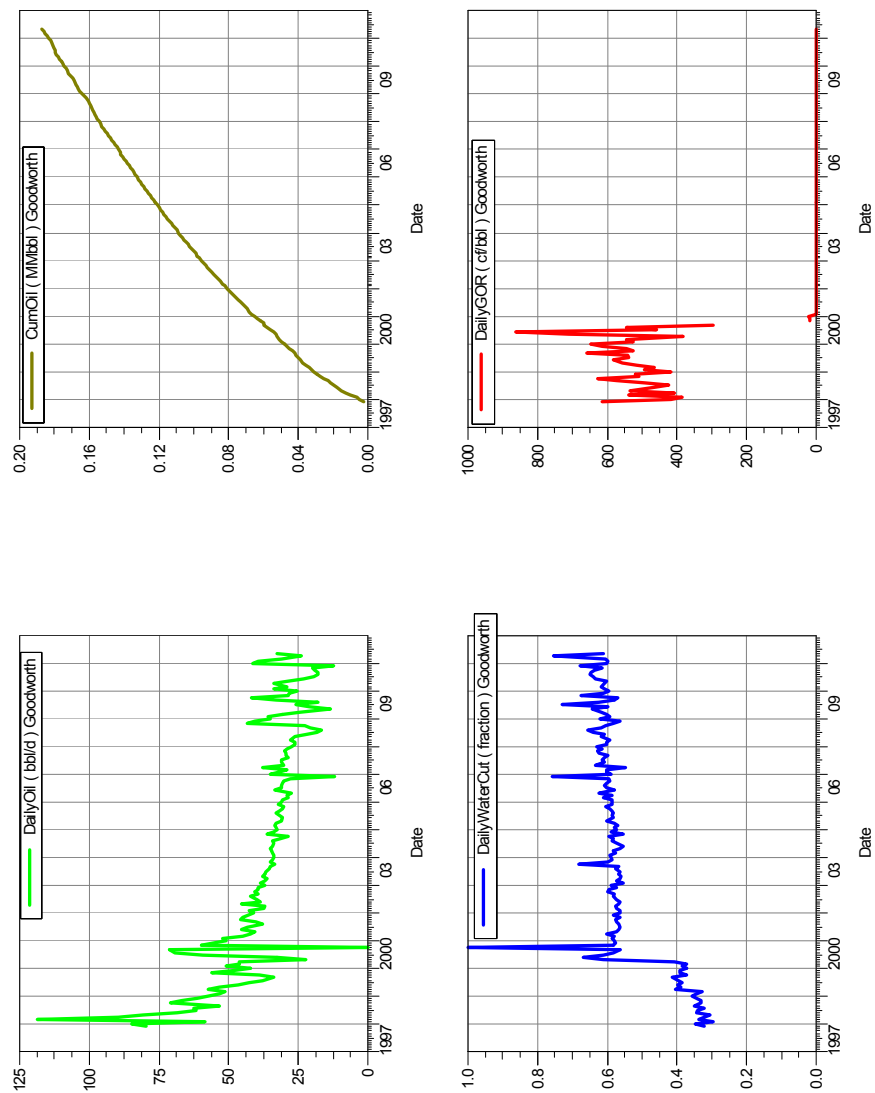 DailyOil ( bbl/d ) Goodworth
125
100
75
50
25
0
1997 2000 03 06 09
Date
CumOil ( MMbbl ) Goodworth
0.20
0.16
0.12
0.08
0.04
0.00
1997 2000 03 06 09
Date
DailyWaterCut ( fraction ) Goodworth
1.0
0.8
0.6
0.4
0.2
0.0
1997 2000 03 06 09
Date
DailyGOR ( cf/bbl ) Goodworth
1000
800
600
400
200
0
1997 2000 03 06 09
Date